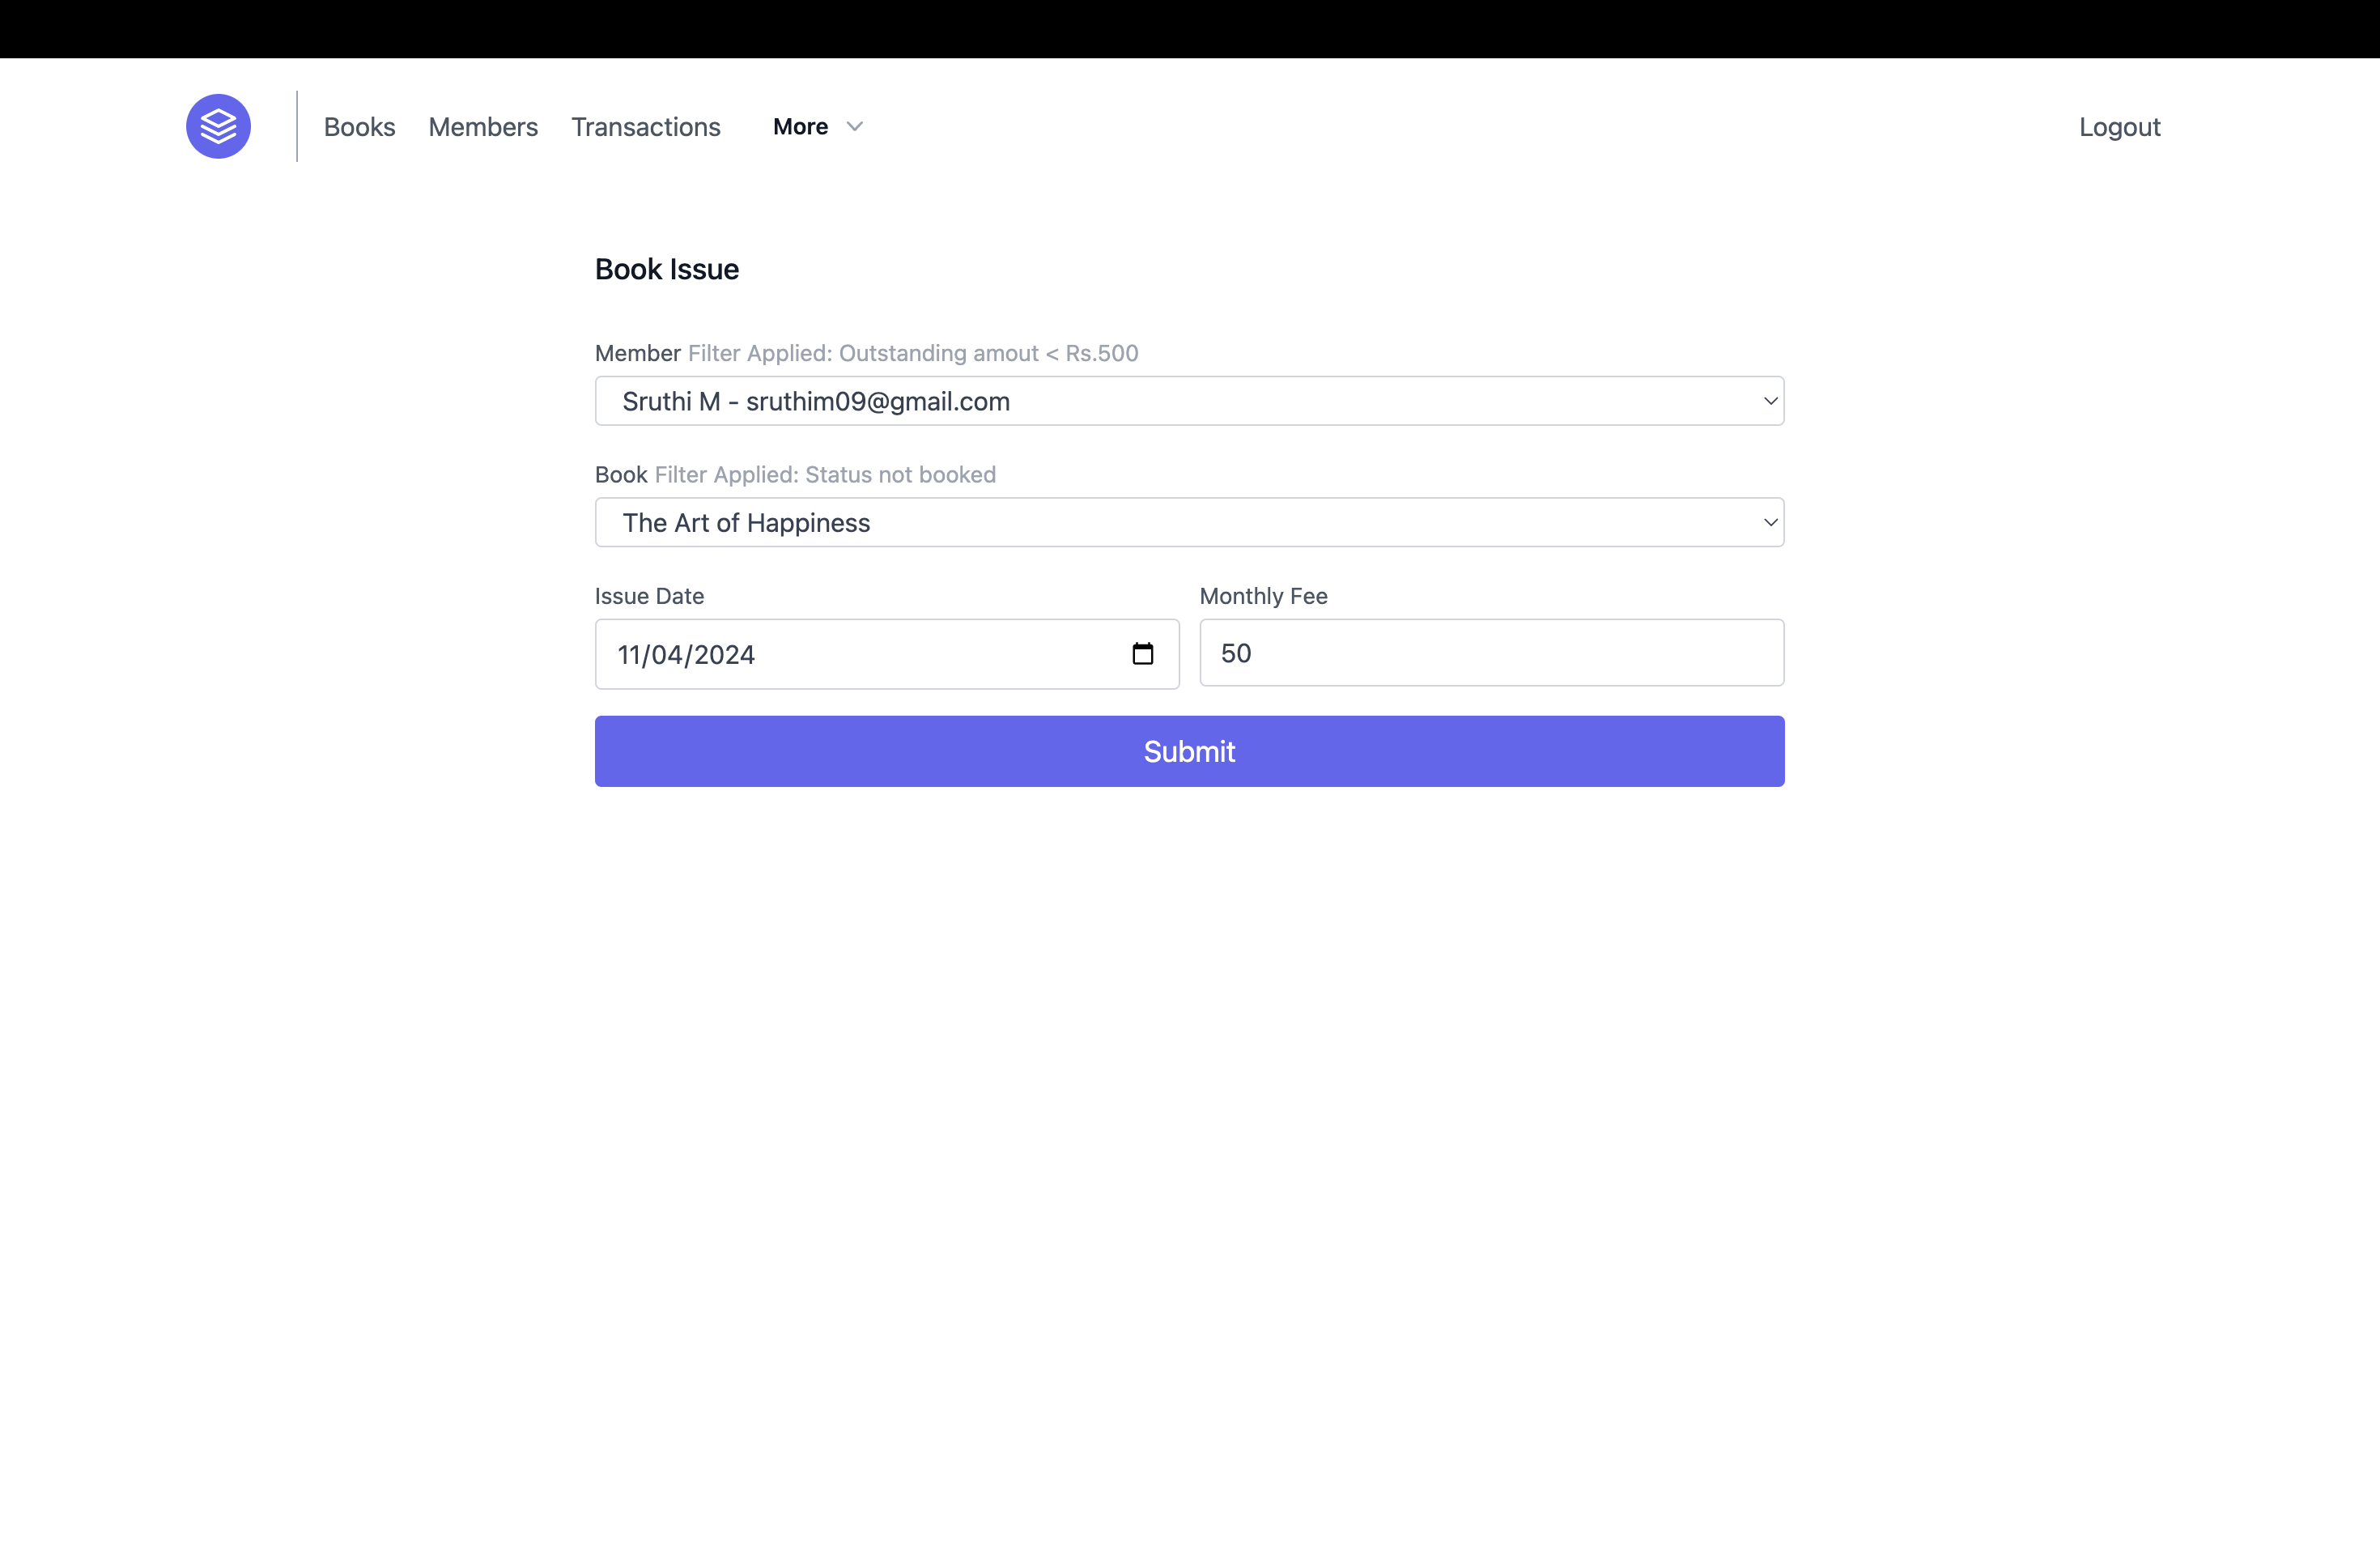 Books Members Transactions More Logout
Book Issue
Member Filter Applied: Outstanding amout < Rs.500
Sruthi M - sruthim09@gmail.com
Book Filter Applied: Status not booked
The Art of Happiness
Issue Date Monthly Fee
11/04/2024 50
Submit